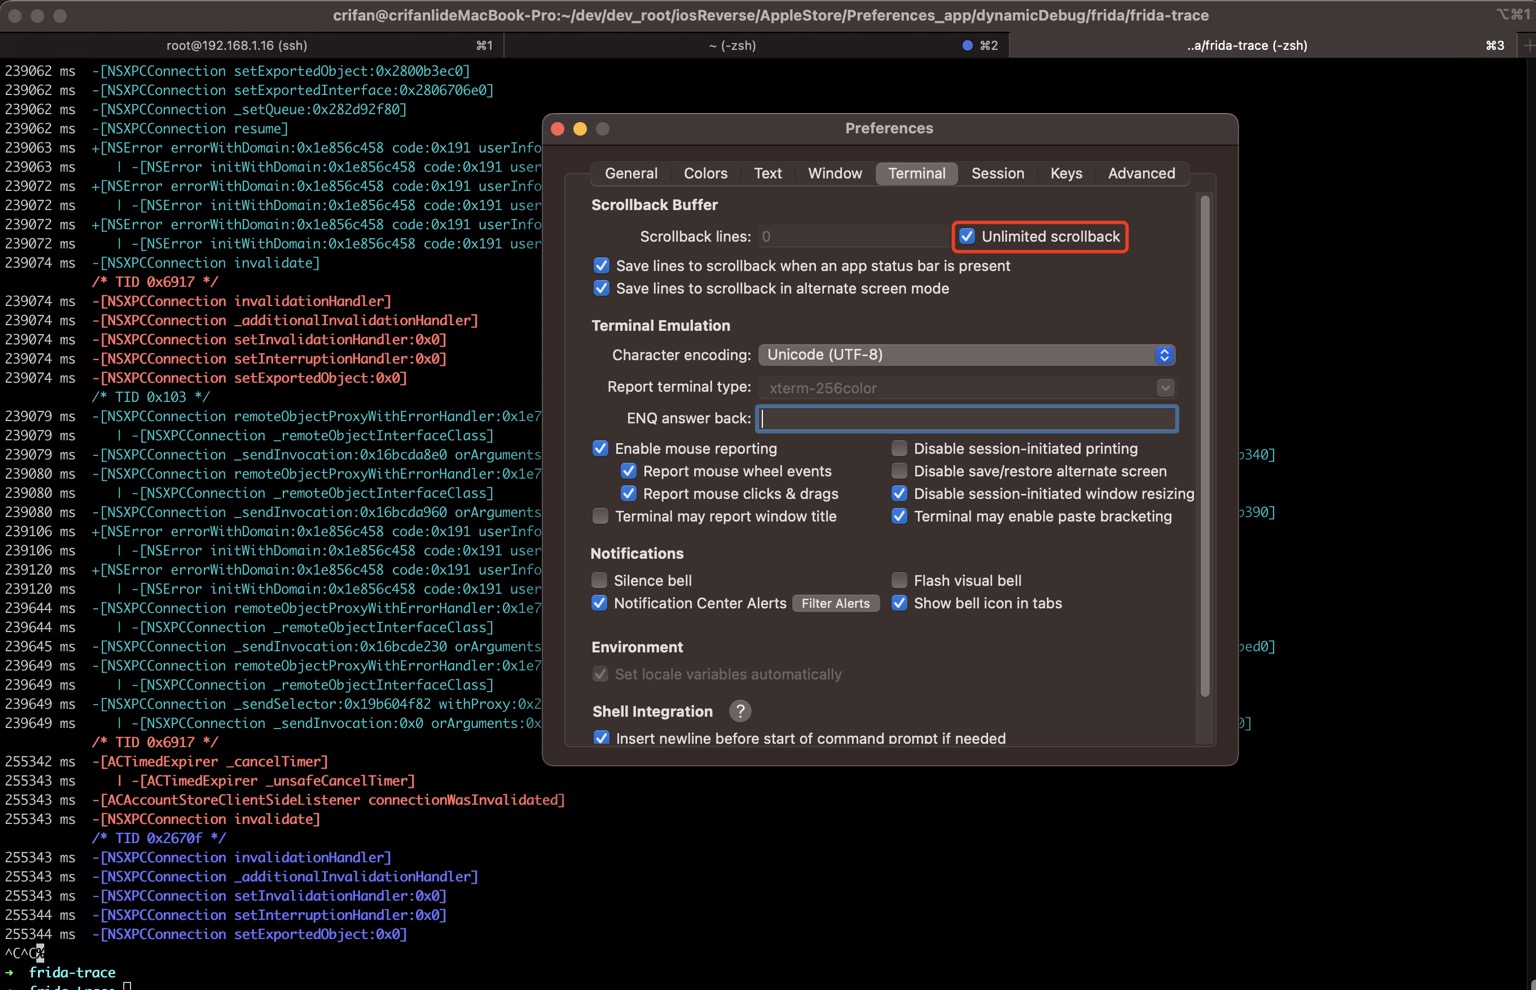 crifan@crifanlideMacBook-Pro:~/dev/dev_root/iosReverse/AppleStore/Preferences_app/dynamicDebug/frida/frida-trace
⌥⌘1
root@192.168.1.16 (ssh) ⌘1
~ (-zsh) ⌘2
..a/frida-trace (-zsh) ⌘3
239062 ms -[NSXPCConnection setExportedObject:0x2800b3ec0]
239062 ms -[NSXPCConnection setExportedInterface:0x2806706e0]
239062 ms -[NSXPCConnection _setQueue:0x282d92f80]
239062 ms -[NSXPCConnection resume]
239063 ms +[NSError errorWithDomain:0x1e856c458 code:0x191 userInfo
239063 ms | -[NSError initWithDomain:0x1e856c458 code:0x191 user
239072 ms +[NSError errorWithDomain:0x1e856c458 code:0x191 userInfo
239072 ms | -[NSError initWithDomain:0x1e856c458 code:0x191 user
239072 ms +[NSError errorWithDomain:0x1e856c458 code:0x191 userInfo
239072 ms | -[NSError initWithDomain:0x1e856c458 code:0x191 user
239074 ms -[NSXPCConnection invalidate]
/* TID 0x6917 */
239074 ms -[NSXPCConnection invalidationHandler]
239074 ms -[NSXPCConnection _additionalInvalidationHandler]
239074 ms -[NSXPCConnection setInvalidationHandler:0x0]
239074 ms -[NSXPCConnection setInterruptionHandler:0x0]
239074 ms -[NSXPCConnection setExportedObject:0x0]
/* TID 0x103 */
239079 ms -[NSXPCConnection remoteObjectProxyWithErrorHandler:0x1e7
239079 ms | -[NSXPCConnection _remoteObjectInterfaceClass]
239079 ms -[NSXPCConnection _sendInvocation:0x16bcda8e0 orArguments b340]
239080 ms -[NSXPCConnection remoteObjectProxyWithErrorHandler:0x1e7
239080 ms | -[NSXPCConnection _remoteObjectInterfaceClass]
239080 ms -[NSXPCConnection _sendInvocation:0x16bcda960 orArguments b390]
239106 ms +[NSError errorWithDomain:0x1e856c458 code:0x191 userInfo
239106 ms | -[NSError initWithDomain:0x1e856c458 code:0x191 user
239120 ms +[NSError errorWithDomain:0x1e856c458 code:0x191 userInfo
239120 ms | -[NSError initWithDomain:0x1e856c458 code:0x191 user
239644 ms -[NSXPCConnection remoteObjectProxyWithErrorHandler:0x1e7
239644 ms | -[NSXPCConnection _remoteObjectInterfaceClass]
239645 ms -[NSXPCConnection _sendInvocation:0x16bcde230 orArguments bed0]
239649 ms -[NSXPCConnection remoteObjectProxyWithErrorHandler:0x1e7
239649 ms | -[NSXPCConnection _remoteObjectInterfaceClass]
239649 ms -[NSXPCConnection _sendSelector:0x19b604f82 withProxy:0x2
239649 ms | -[NSXPCConnection _sendInvocation:0x0 orArguments:0x 0]
/* TID 0x6917 */
255342 ms -[ACTimedExpirer _cancelTimer]
255343 ms | -[ACTimedExpirer _unsafeCancelTimer]
255343 ms -[ACAccountStoreClientSideListener connectionWasInvalidated]
255343 ms -[NSXPCConnection invalidate]
/* TID 0x2670f */
255343 ms -[NSXPCConnection invalidationHandler]
255343 ms -[NSXPCConnection _additionalInvalidationHandler]
255343 ms -[NSXPCConnection setInvalidationHandler:0x0]
255344 ms -[NSXPCConnection setInterruptionHandler:0x0]
255344 ms -[NSXPCConnection setExportedObject:0x0]
^C^C%
→ frida-trace
frida-trace
Preferences
General Colors Text Window Terminal Session Keys Advanced
Scrollback Buffer
Scrollback lines: 0 Unlimited scrollback
Save lines to scrollback when an app status bar is present
Save lines to scrollback in alternate screen mode
Terminal Emulation
Character encoding: Unicode (UTF-8)
Report terminal type: xterm-256color
ENQ answer back:
Enable mouse reporting Disable session-initiated printing
Report mouse wheel events Disable save/restore alternate screen
Report mouse clicks & drags Disable session-initiated window resizing
Terminal may report window title Terminal may enable paste bracketing
Notifications
Silence bell Flash visual bell
Notification Center Alerts Filter Alerts Show bell icon in tabs
Environment
Set locale variables automatically
Shell Integration ?
Insert newline before start of command prompt if needed